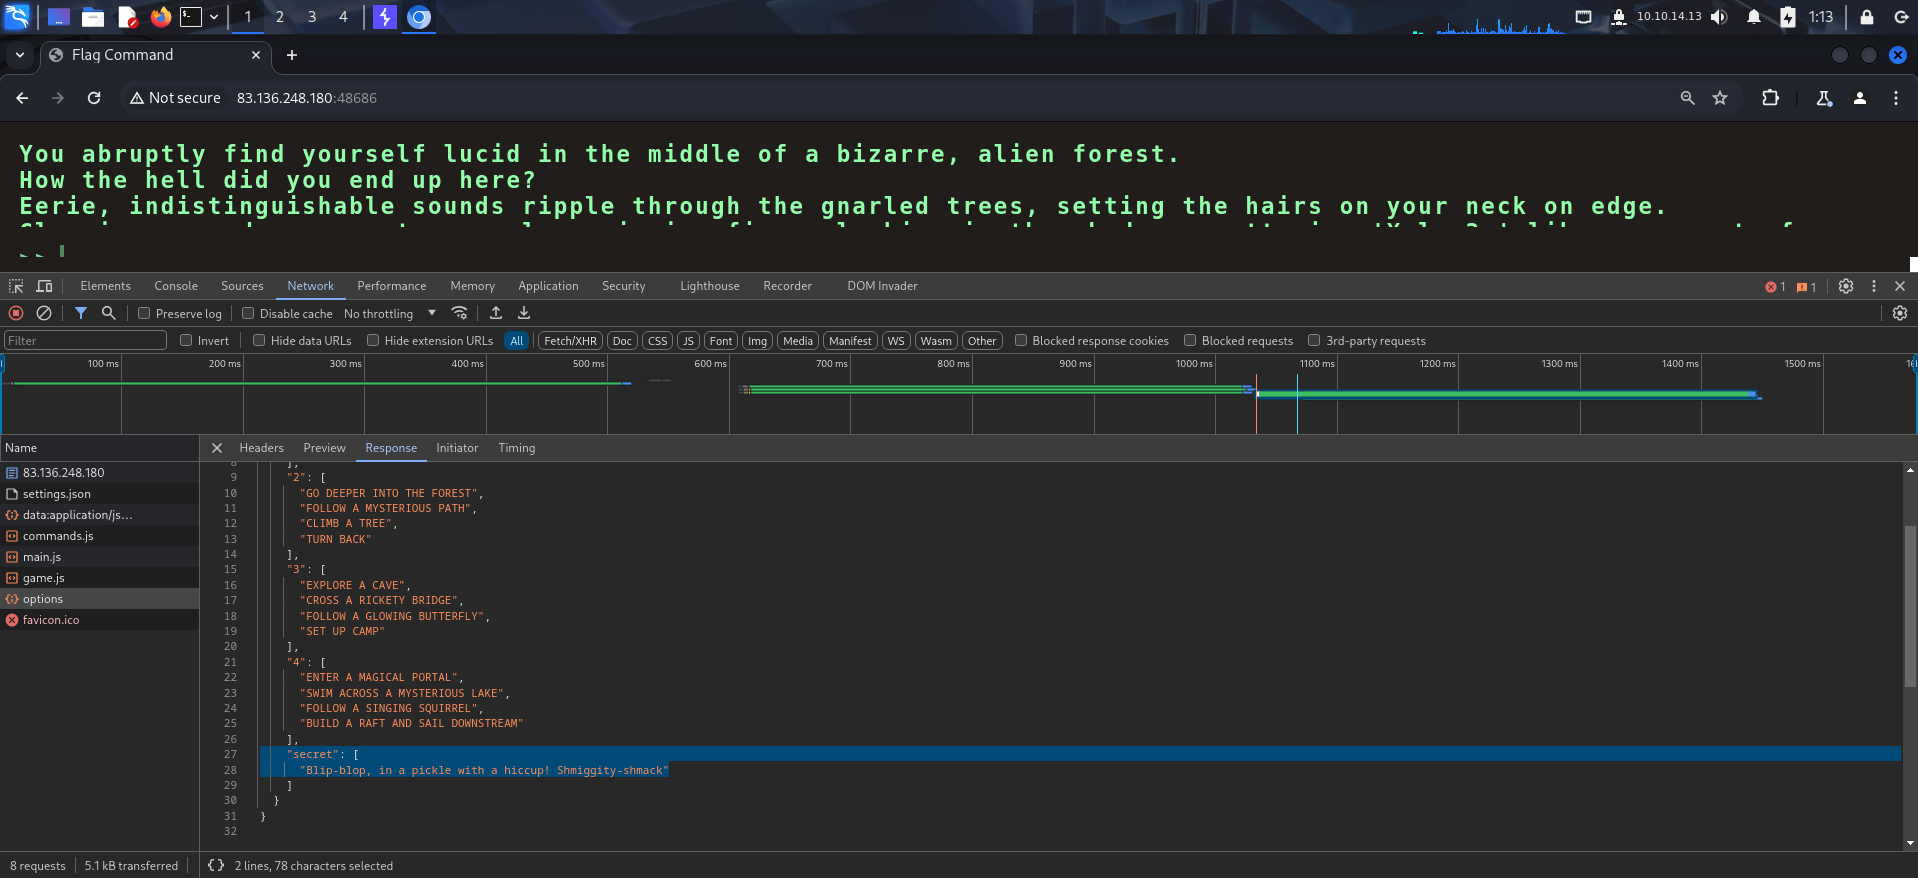 1 2 3 4
10.10.14.13
1:13
Flag Command
Not secure 83.136.248.180:48686
You abruptly find yourself lucid in the middle of a bizarre, alien forest.
How the hell did you end up here?
Eerie, indistinguishable sounds ripple through the gnarled trees, setting the hairs on your neck on edge.
>>
Elements Console Sources Network Performance Memory Application Security Lighthouse Recorder DOM Invader
1 1
Preserve log Disable cache No throttling
Filter Invert Hide data URLs Hide extension URLs All Fetch/XHR Doc CSS JS Font Img Media Manifest WS Wasm Other Blocked response cookies Blocked requests 3rd-party requests
100 ms 200 ms 300 ms 400 ms 500 ms 600 ms 700 ms 800 ms 900 ms 1000 ms 1100 ms 1200 ms 1300 ms 1400 ms 1500 ms
Name
83.136.248.180
settings.json
data:application/js...
commands.js
main.js
game.js
options
favicon.ico
Headers Preview Response Initiator Timing
8 ],
9 "2": [
10 "GO DEEPER INTO THE FOREST",
11 "FOLLOW A MYSTERIOUS PATH",
12 "CLIMB A TREE",
13 "TURN BACK"
14 ],
15 "3": [
16 "EXPLORE A CAVE",
17 "CROSS A RICKETY BRIDGE",
18 "FOLLOW A GLOWING BUTTERFLY",
19 "SET UP CAMP"
20 ],
21 "4": [
22 "ENTER A MAGICAL PORTAL",
23 "SWIM ACROSS A MYSTERIOUS LAKE",
24 "FOLLOW A SINGING SQUIRREL",
25 "BUILD A RAFT AND SAIL DOWNSTREAM"
26 ],
27 "secret": [
28 "Blip-blop, in a pickle with a hiccup! Shmiggity-shmack"
29 ]
30 }
31 }
32
8 requests 5.1 kB transferred
{ } 2 lines, 78 characters selected